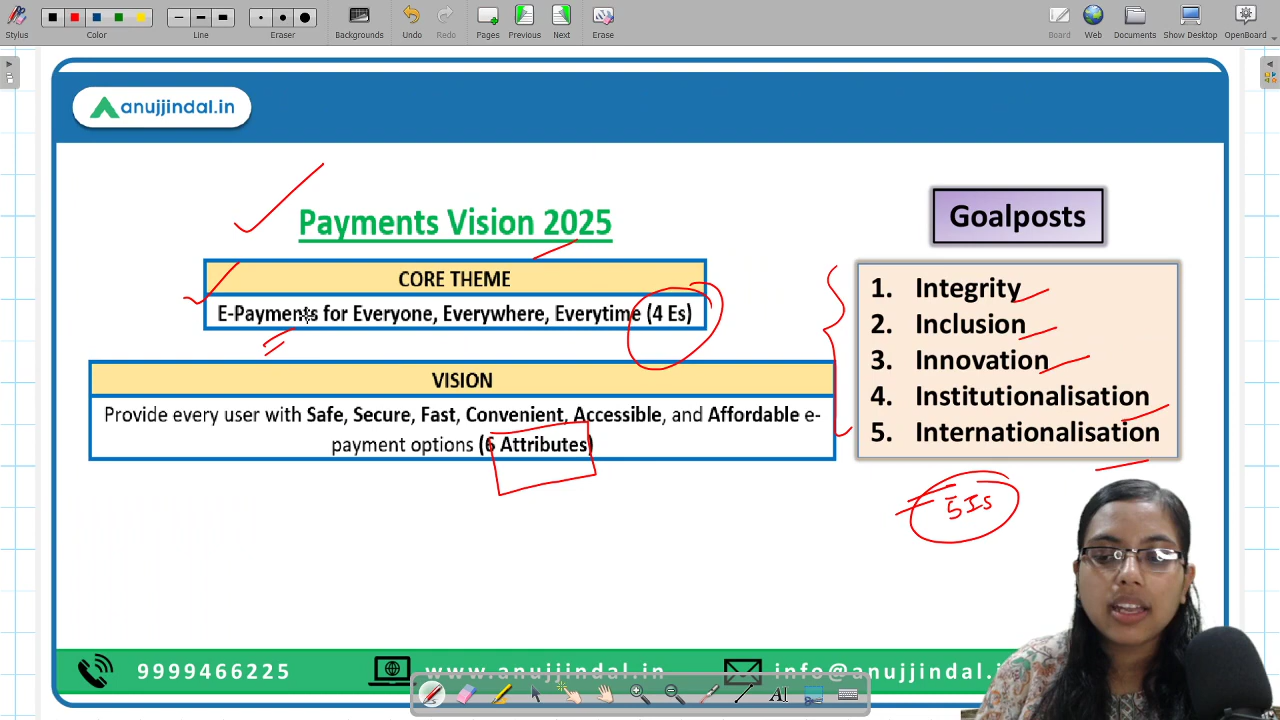 Stylus
Color
Line
Eraser
Backgrounds
Undo
Redo
Pages
Previous
Next
Erase
Board
Web
Documents
Show Desktop
OpenBoard
anujjindal.in
Payments Vision 2025
CORE THEME
E-Payments for Everyone, Everywhere, Everytime (4 Es)
VISION
Provide every user with Safe, Secure, Fast, Convenient, Accessible, and Affordable e-
payment options (6 Attributes)
Goalposts
1. Integrity
2. Inclusion
3. Innovation
4. Institutionalisation
5. Internationalisation
5 Is
9999466225
www.anujjindal.in
info@anujjindal.i
AI